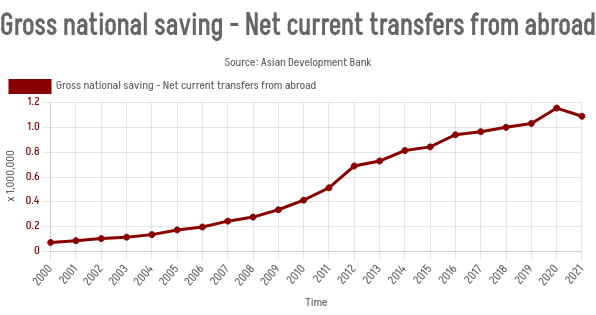 Gross national saving - Net current transfers from abroad
Source: Asian Development Bank
Gross national saving - Net current transfers from abroad
x 1,000,000
1.2
1.0
0.8
0.6
0.4
0.2
0
2000 2001 2002 2003 2004 2005 2006 2007 2008 2009 2010 2011 2012 2013 2014 2015 2016 2017 2018 2019 2020 2021
Time